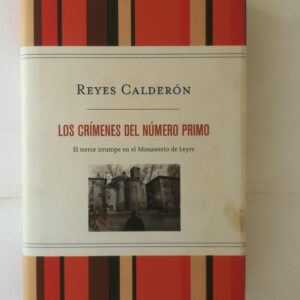 REYES CALDERÓN
LOS CRÍMENES DEL NÚMERO PRIMO
El terror irrumpe en el Monasterio de Leyre